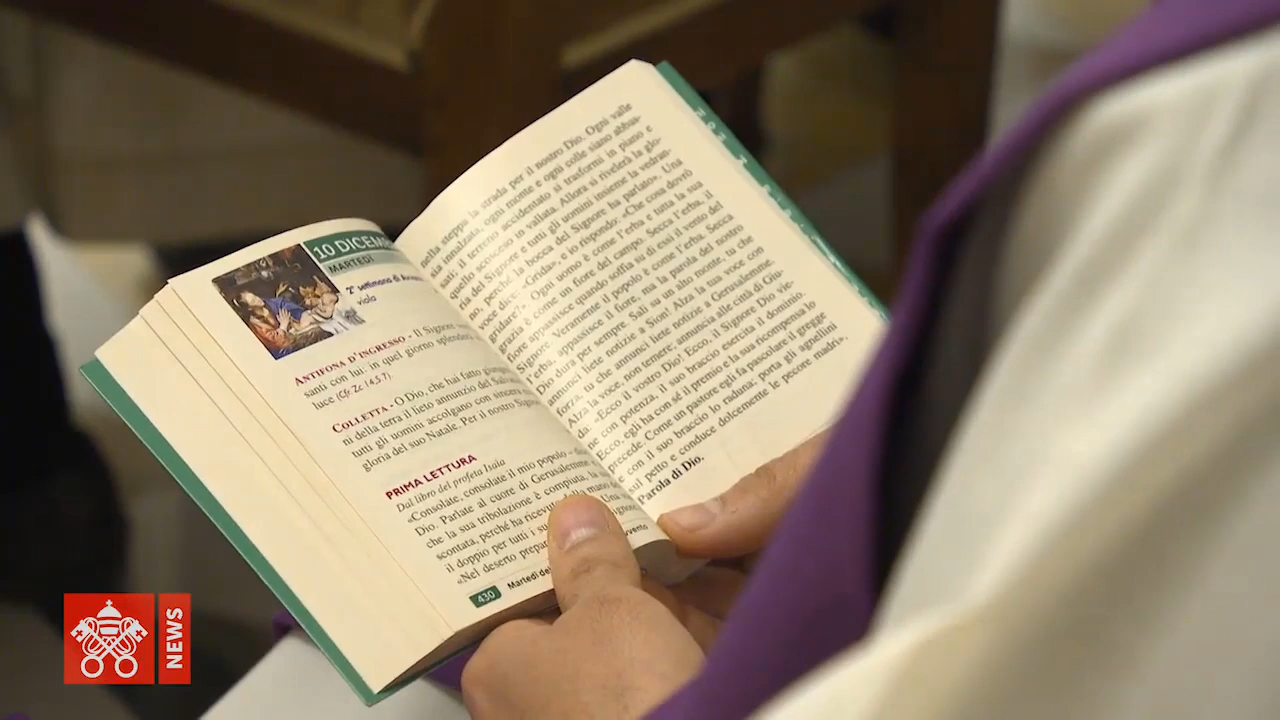 10 DICEMB
MARTEDÌ
2ª settimana di Avvento
viola
ANTIFONA D'INGRESSO - Il Signore
santi con lui: in quel giorno splenderà
luce (Cfr. Zc 14,5.7).
COLLETTA - O Dio, che hai fatto
ni della terra il lieto annunzio del
tutti gli uomini accolgano con sincera
gloria del suo Natale. Per il nostro
PRIMA LETTURA
Dal libro del profeta Isaia
«Consolate, consolate il mio popolo –
Dio. Parlate al cuore di Gerusalemme
che la sua tribolazione è compiuta, la
scontata, perché ha ricevuto mano
il doppio per tutti i suoi Una
«Nel deserto
430 Martedì
nella steppa la strada per il nostro Dio. Ogni valle
sia innalzata, ogni monte e ogni colle siano abbas-
sati; il terreno accidentato si trasformi in piano e
quello scosceso in vallata. Allora si rivelerà la glo-
ria del Signore e tutti gli uomini insieme la vedran-
no, perché la bocca del Signore ha parlato». Una
voce dice: «Grida», e io rispondo: «Che cosa dovrò
gridare?». Ogni uomo è come l'erba e tutta la sua
grazia è come un fiore del campo. Secca l'erba, il
fiore appassisce quando soffia su di essi il vento del
Signore. Veramente il popolo è come l'erba. Secca
l'erba, appassisce il fiore, ma la parola del nostro
Dio dura per sempre. Sali su un alto monte, tu che
annunci liete notizie a Sion! Alza la voce con
forza, tu che annunci liete notizie a Gerusalemme.
Alza la voce, non temere; annuncia alle città di Giu-
da: «Ecco il vostro Dio! Ecco, il Signore Dio vie-
ne con potenza, il suo braccio esercita il dominio.
Ecco, egli ha con sé il premio e la sua ricompensa lo
precede. Come un pastore egli fa pascolare il gregge
e con il suo braccio lo raduna; porta gli agnellini
sul petto e conduce dolcemente le pecore madri».
Parola di Dio.
NEWS